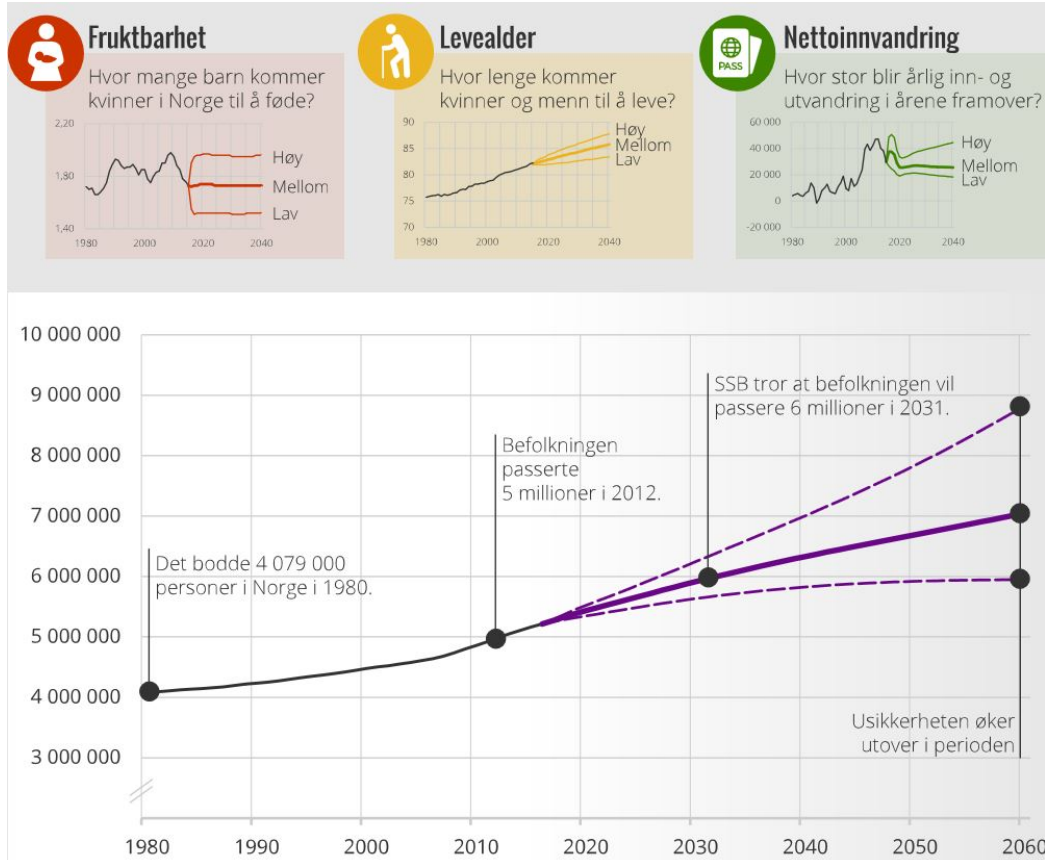 Fruktbarhet
Hvor mange barn kommer
kvinner i Norge til å føde?
2,20
1,80
1,40
1980
2000
2020
2040
Høy
Mellom
Lav
Levealder
Hvor lenge kommer
kvinner og menn til å leve?
90
85
80
75
70
1980
2000
2020
2040
Høy
Mellom
Lav
PASS
Nettoinnvandring
Hvor stor blir årlig inn- og
utvandring i årene framover?
60 000
40 000
20 000
0
-20 000
1980
2000
2020
2040
Høy
Mellom
Lav
10 000 000
9 000 000
8 000 000
7 000 000
6 000 000
5 000 000
4 000 000
3 000 000
Det bodde 4 079 000
personer i Norge i 1980.
Befolkningen
passerte
5 millioner i 2012.
SSB tror at befolkningen vil
passere 6 millioner i 2031.
Usikkerheten øker
utover i perioden
1980
1990
2000
2010
2020
2030
2040
2050
2060